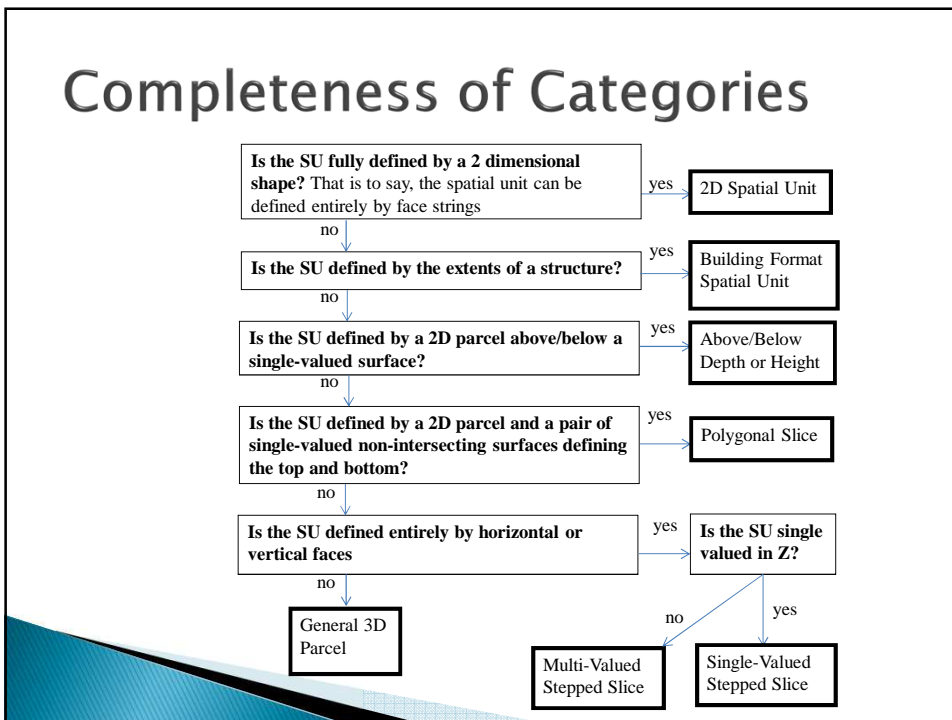 Completeness of Categories
Is the SU fully defined by a 2 dimensional
shape? That is to say, the spatial unit can be
defined entirely by face strings
yes
2D Spatial Unit
no
Is the SU defined by the extents of a structure?
yes
Building Format
Spatial Unit
no
Is the SU defined by a 2D parcel above/below a
single-valued surface?
yes
Above/Below
Depth or Height
no
Is the SU defined by a 2D parcel and a pair of
single-valued non-intersecting surfaces defining
the top and bottom?
yes
Polygonal Slice
no
Is the SU defined entirely by horizontal or
vertical faces
yes
Is the SU single
valued in Z?
no
General 3D
Parcel
no
yes
Multi-Valued
Stepped Slice
Single-Valued
Stepped Slice